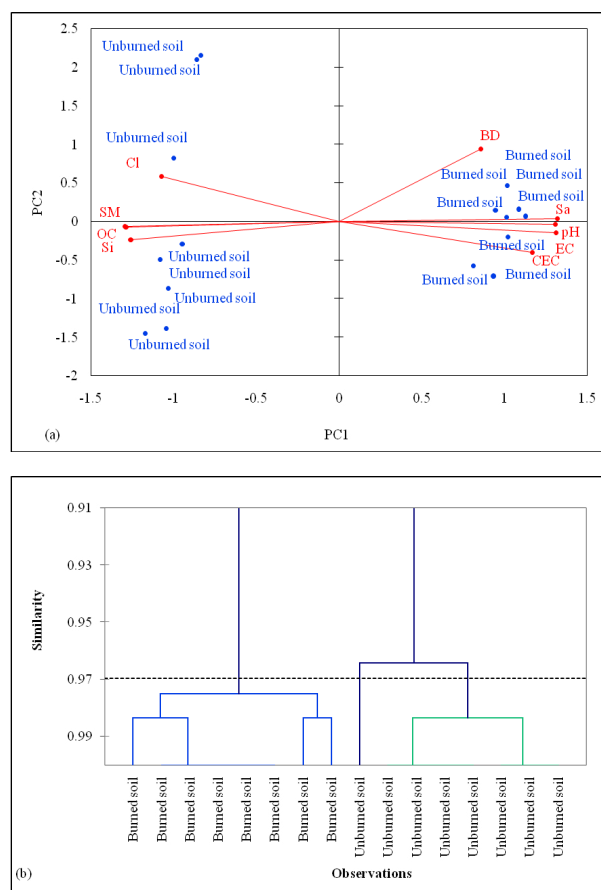 2.5
2
1.5
1
0.5
0
-0.5
-1
-1.5
-2
PC2
Unburned soil
Unburned soil
Unburned soil
Cl
SM
OC
Si
Unburned soil
Unburned soil
Unburned soil
Unburned soil
Unburned soil
BD
Burned soil
Burned soil
Burned soil
Burned soil
Burned soil
Sa
pH
Burned soil
EC
CEC
Burned soil
Burned soil
-1.5
-1
-0.5
0
0.5
1
1.5
(a)
PC1
0.91
0.93
0.95
0.97
0.99
Similarity
Burned soil
Burned soil
Burned soil
Burned soil
Burned soil
Burned soil
Burned soil
Burned soil
Unburned soil
Unburned soil
Unburned soil
Unburned soil
Unburned soil
Unburned soil
Unburned soil
Unburned soil
(b)
Observations